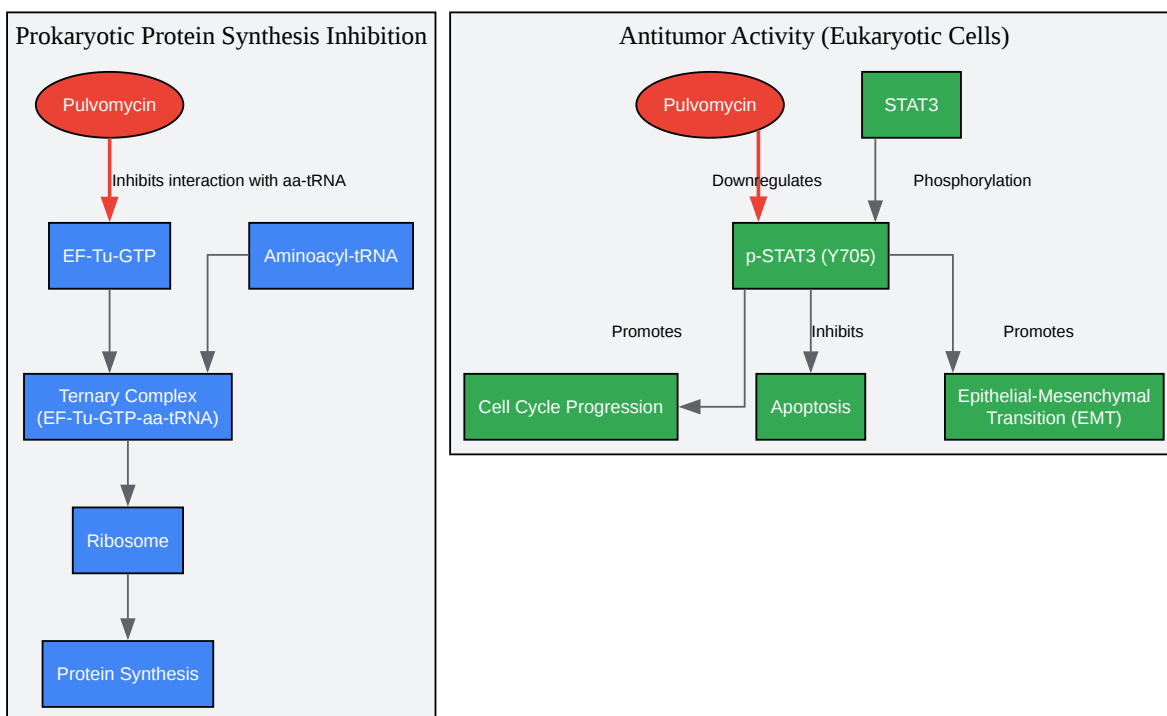 Prokaryotic Protein Synthesis Inhibition
Pulvomycin
Inhibits interaction with aa-tRNA
EF-Tu-GTP
Aminoacyl-tRNA
Ternary Complex
(EF-Tu-GTP-aa-tRNA)
Ribosome
Protein Synthesis
Antitumor Activity (Eukaryotic Cells)
Pulvomycin
STAT3
Downregulates
Phosphorylation
p-STAT3 (Y705)
Promotes
Inhibits
Promotes
Cell Cycle Progression
Apoptosis
Epithelial-Mesenchymal
Transition (EMT)